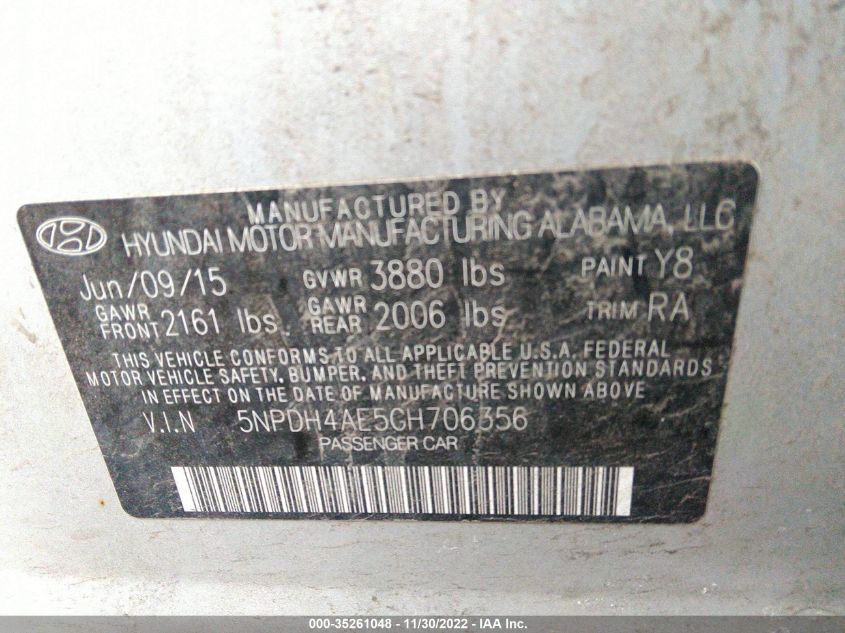 MANUFACTURED BY
HYUNDAI MOTOR MANUFACTURING ALABAMA, LLC
Jun/09/15 GVWR 3880 lbs PAINT Y8
GAWR FRONT 2161 lbs GAWR REAR 2006 lbs TRIM RA
THIS VEHICLE CONFORMS TO ALL APPLICABLE U.S.A. FEDERAL
MOTOR VEHICLE SAFETY, BUMPER, AND THEFT PREVENTION STANDARDS
IN EFFECT ON THE DATE OF MANUFACTURE SHOWN ABOVE
V.I.N 5NPDH4AE5GH706356
PASSENGER CAR
000-35261048 - 11/30/2022 - IAA Inc.